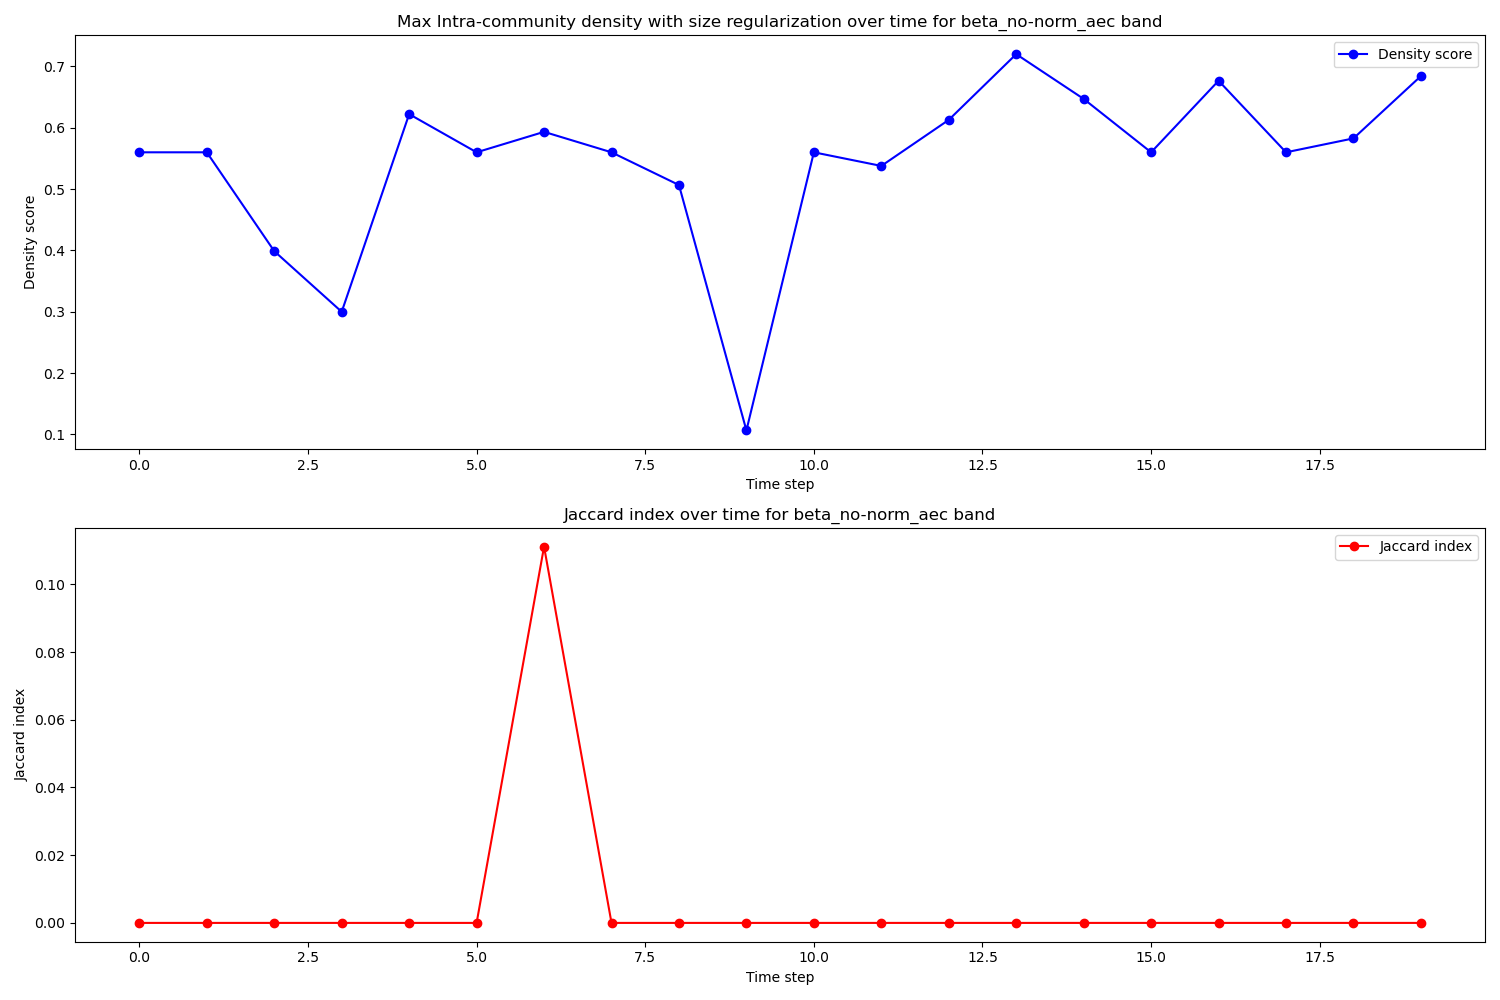 Max Intra-community density with size regularization over time for beta_no-norm_aec band
Density score
0.7
0.6
0.5
0.4
0.3
0.2
0.1
Density score
0.0 2.5 5.0 7.5 10.0 12.5 15.0 17.5
Time step
Jaccard index over time for beta_no-norm_aec band
Jaccard index
0.10
0.08
0.06
0.04
0.02
0.00
Jaccard index
0.0 2.5 5.0 7.5 10.0 12.5 15.0 17.5
Time step